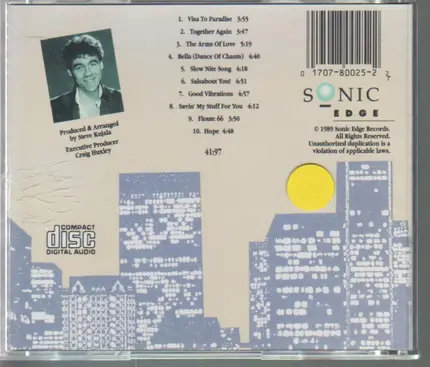 1. Visa To Paradise 3:55
2. Together Again 3:47
3. The Arms Of Love 5:19
4. Bella (Dance Of Chants) 4:40
5. Slow Nite Song 4:18
6. Salsabout You! 4:31
7. Good Vibrations 4:57
8. Savin' My Stuff For You 4:12
9. Floute 66 3:50
10. Hope 4:48
41:97
Produced & Arranged
by Steve Kujala
Executive Producer
Craig Huxley
0 1707-80025-2 7
SONIC
EDGE
© 1989 Sonic Edge Records.
All Rights Reserved.
Unauthorized duplication is a
violation of applicable laws.
COMPACT
disc
DIGITAL AUDIO